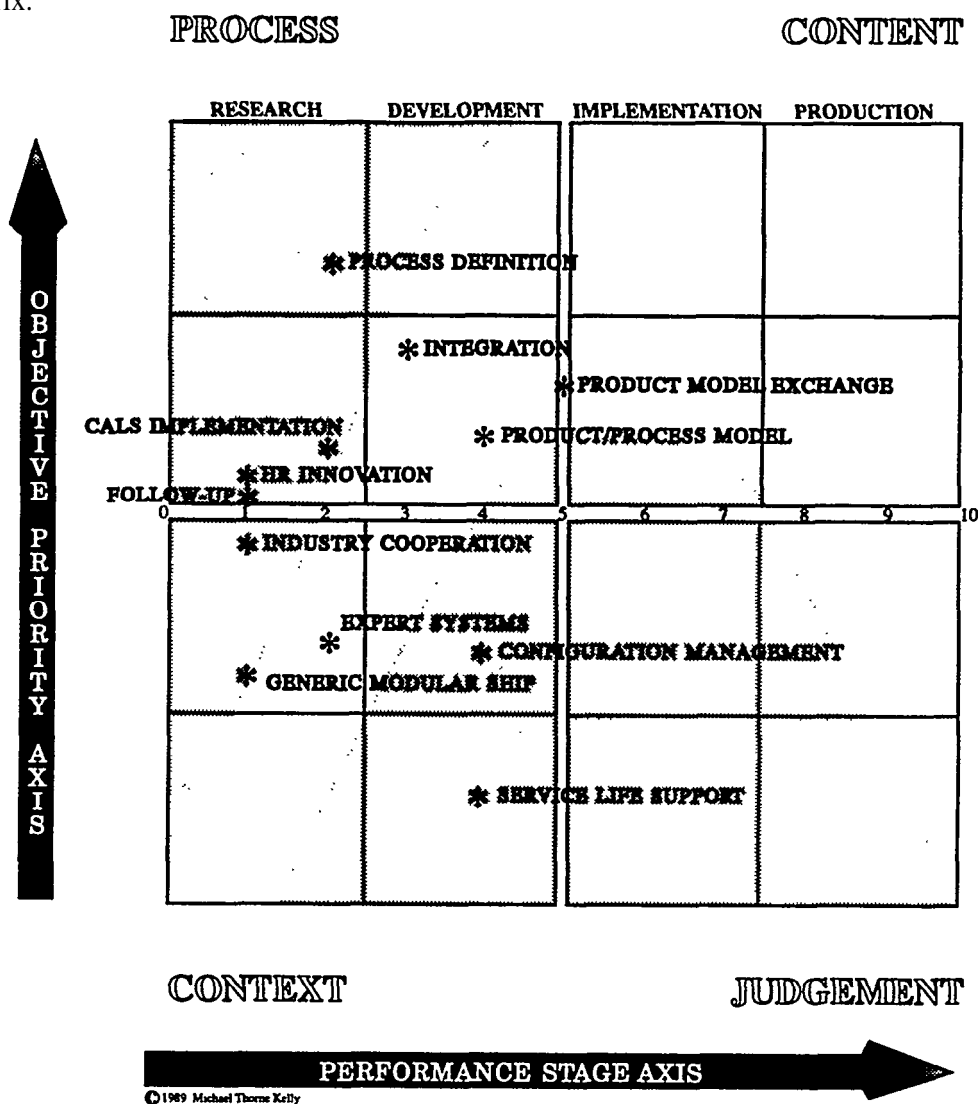 ix.
PROCESS CONTENT
RESEARCH DEVELOPMENT IMPLEMENTATION PRODUCTION
PROCESS DEFINITION
INTEGRATION
PRODUCT MODEL EXCHANGE
CALS IMPLEMENTATION
PRODUCT/PROCESS MODEL
HR INNOVATION
FOLLOW-UP
0 1 2 3 4 5 6 7 8 9 10
INDUSTRY COOPERATION
EXPERT SYSTEMS
CONFIGURATION MANAGEMENT
GENERIC MODULAR SHIP
SERVICE LIFE SUPPORT
OBJECTIVE PRIORITY AXIS
CONTEXT JUDGEMENT
PERFORMANCE STAGE AXIS
©1989 Michael Thorne Kelly